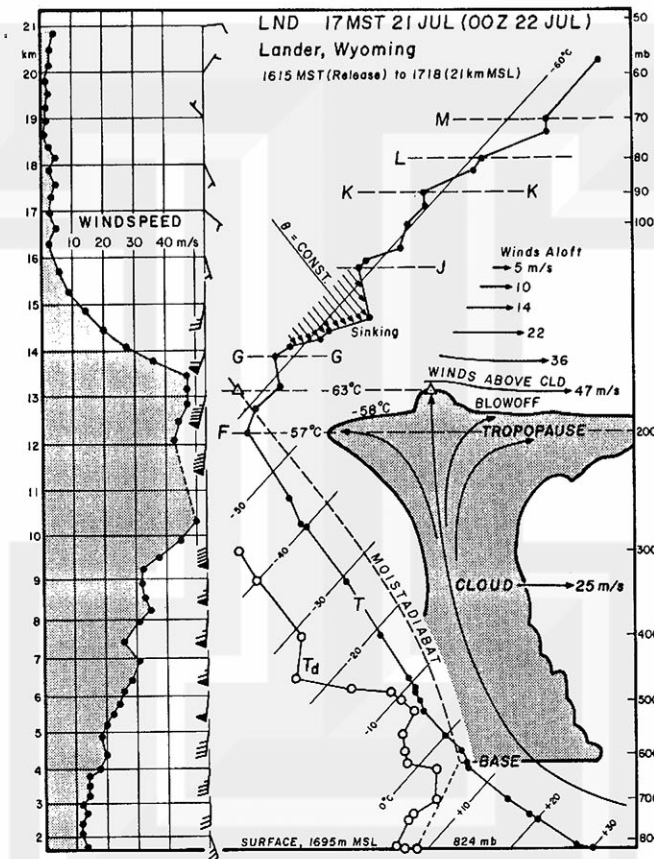 LND 17 MST 21 JUL (00Z 22 JUL)
Lander, Wyoming
1615 MST (Release) to 1718 (21 km MSL)
21
km
20
19
18
17
16
15
14
13
12
11
10
9
8
7
6
5
4
3
2
WINDSPEED
10 20 30 40 m/s
50
60
mb
70
80
90
100
200
300
400
500
600
800
-60°C
M
L
K K
J
θ = CONST
Sinking
G G
-63°C
F
-57°C
-58°C
Winds Aloft
5 m/s
10
14
22
36
WINDS ABOVE CLD
47 m/s
BLOWOFF
TROPOPAUSE
CLOUD
25 m/s
MOISTADIABAT
T
Td
-50
-40
-50
-20
-10
0°C
+10
+20
+30
BASE
SURFACE, 1695m MSL
824 mb